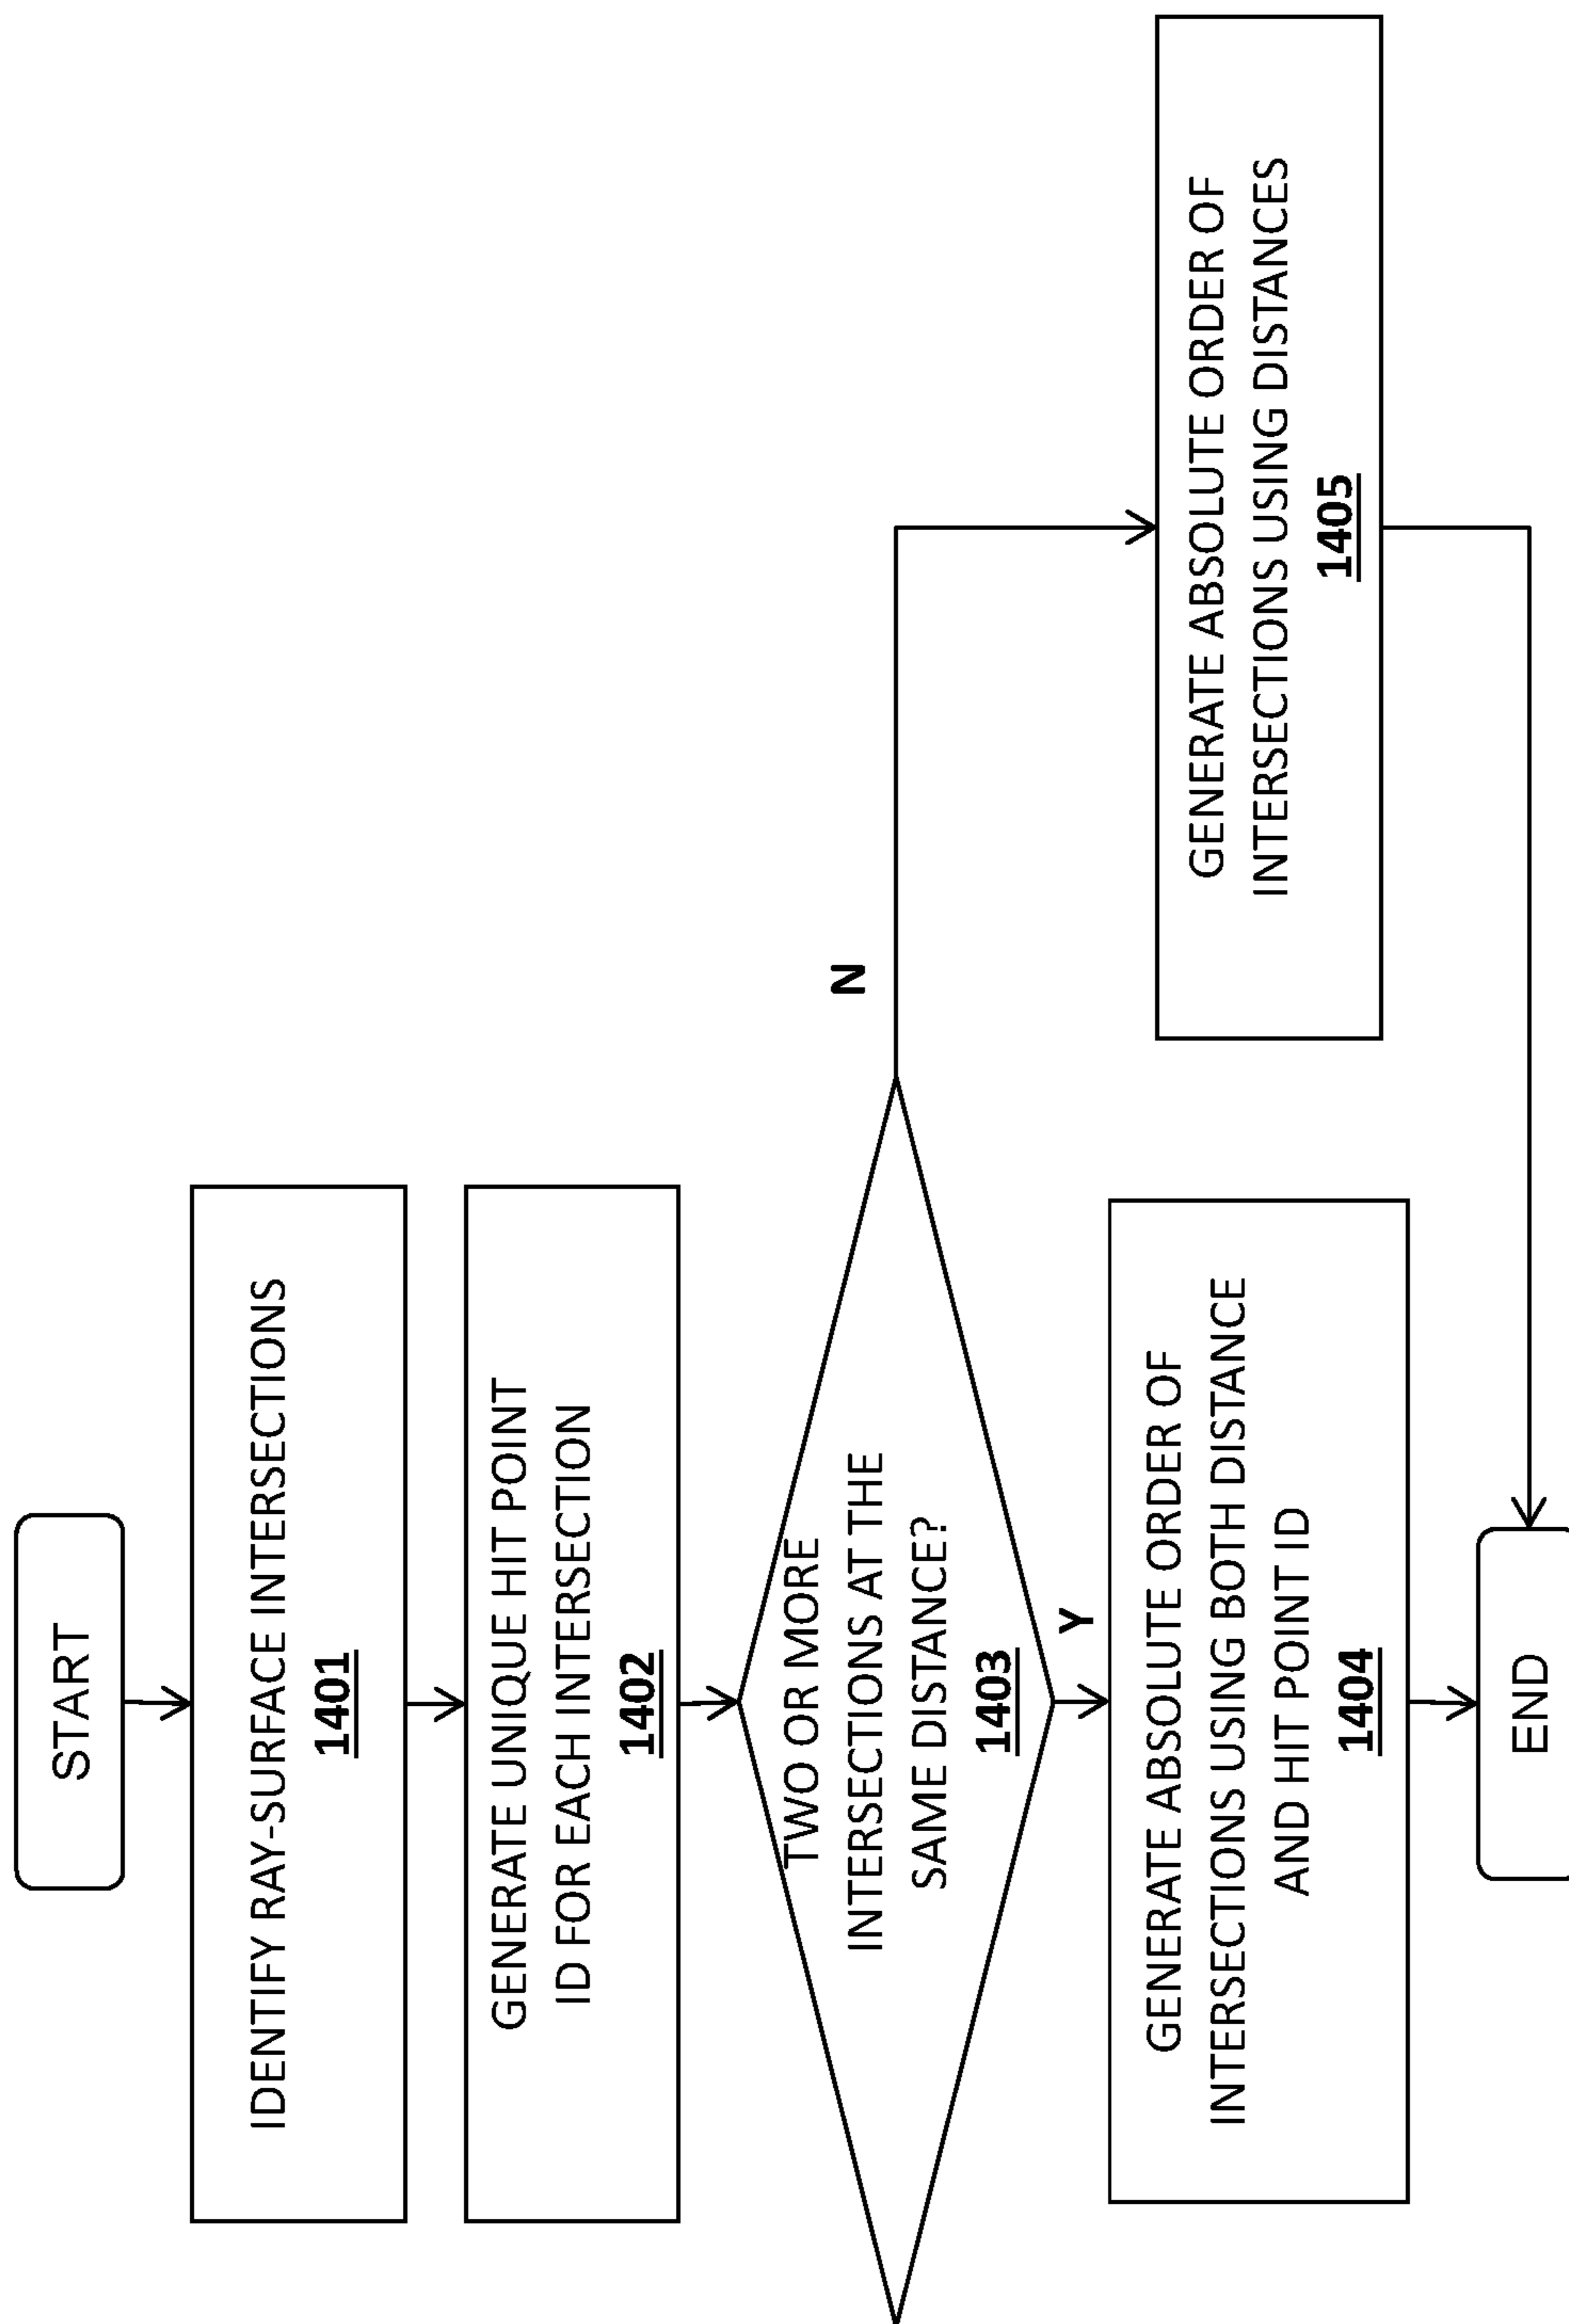 START
IDENTIFY RAY-SURFACE INTERSECTIONS
1401
GENERATE UNIQUE HIT POINT
ID FOR EACH INTERSECTION
1402
TWO OR MORE
INTERSECTIONS AT THE
SAME DISTANCE?
1403
N
Y
GENERATE ABSOLUTE ORDER OF
INTERSECTIONS USING BOTH DISTANCE
AND HIT POINT ID
1404
GENERATE ABSOLUTE ORDER OF
INTERSECTIONS USING DISTANCES
1405
END